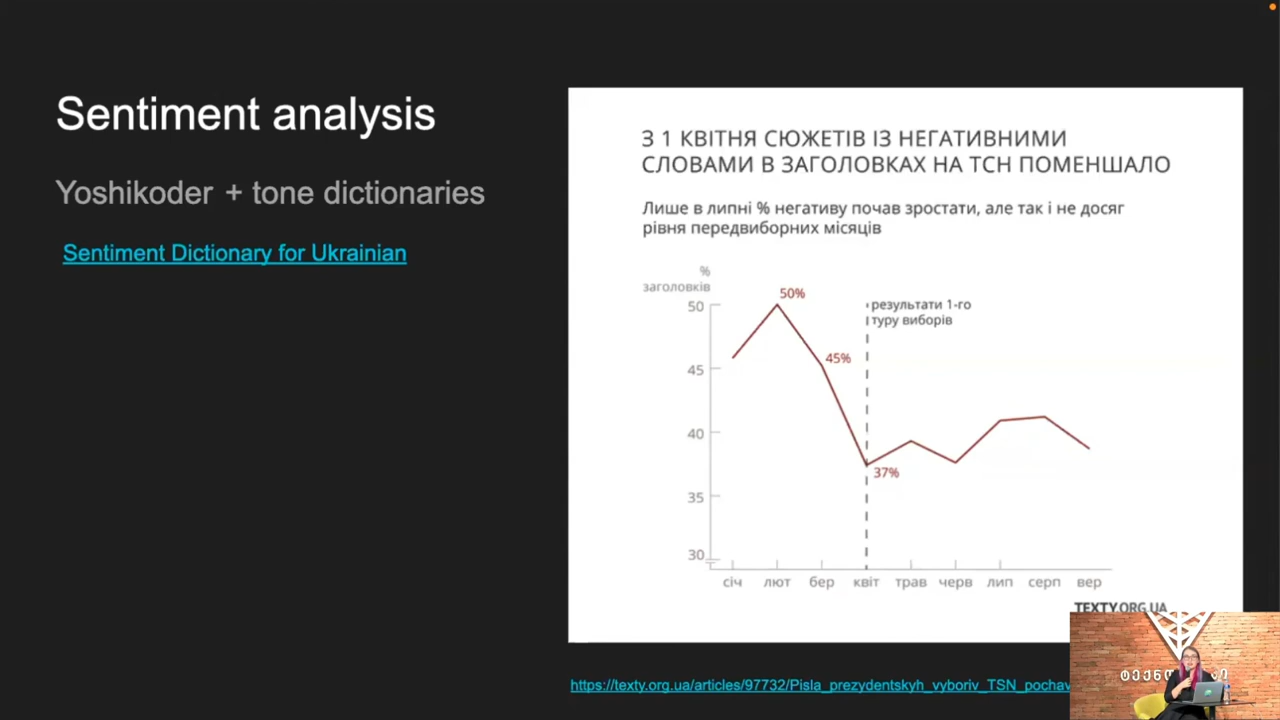 Sentiment analysis
Yoshikoder + tone dictionaries
Sentiment Dictionary for Ukrainian
З 1 КВІТНЯ СЮЖЕТІВ ІЗ НЕГАТИВНИМИ
СЛОВАМИ В ЗАГОЛОВКАХ НА ТСН ПОМЕНШАЛО
Лише в липні % негативу почав зростати, але так і не досяг
рівня передвиборних місяців
%
заголовків
50
45
40
35
30
50%
45%
37%
результати 1-го
туру виборів
січ лют бер квіт трав черв лип серп вер
TEXTY.ORG.UA
https://texty.org.ua/articles/97732/Pisla_prezydentskyh_vyboriv_TSN_pochav